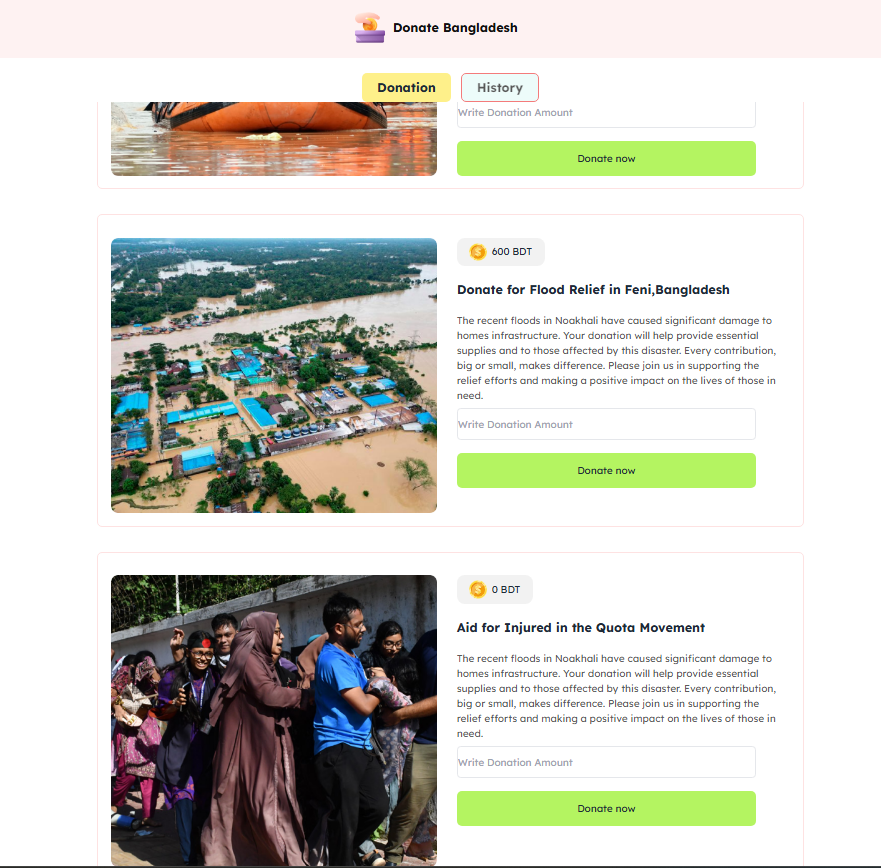 Donate Bangladesh
Donation
History
Write Donation Amount
Donate now
600 BDT
Donate for Flood Relief in Feni,Bangladesh
The recent floods in Noakhali have caused significant damage to
homes infrastructure. Your donation will help provide essential
supplies and to those affected by this disaster. Every contribution,
big or small, makes difference. Please join us in supporting the
relief efforts and making a positive impact on the lives of those in
need.
Write Donation Amount
Donate now
0 BDT
Aid for Injured in the Quota Movement
The recent floods in Noakhali have caused significant damage to
homes infrastructure. Your donation will help provide essential
supplies and to those affected by this disaster. Every contribution,
big or small, makes difference. Please join us in supporting the
relief efforts and making a positive impact on the lives of those in
need.
Write Donation Amount
Donate now